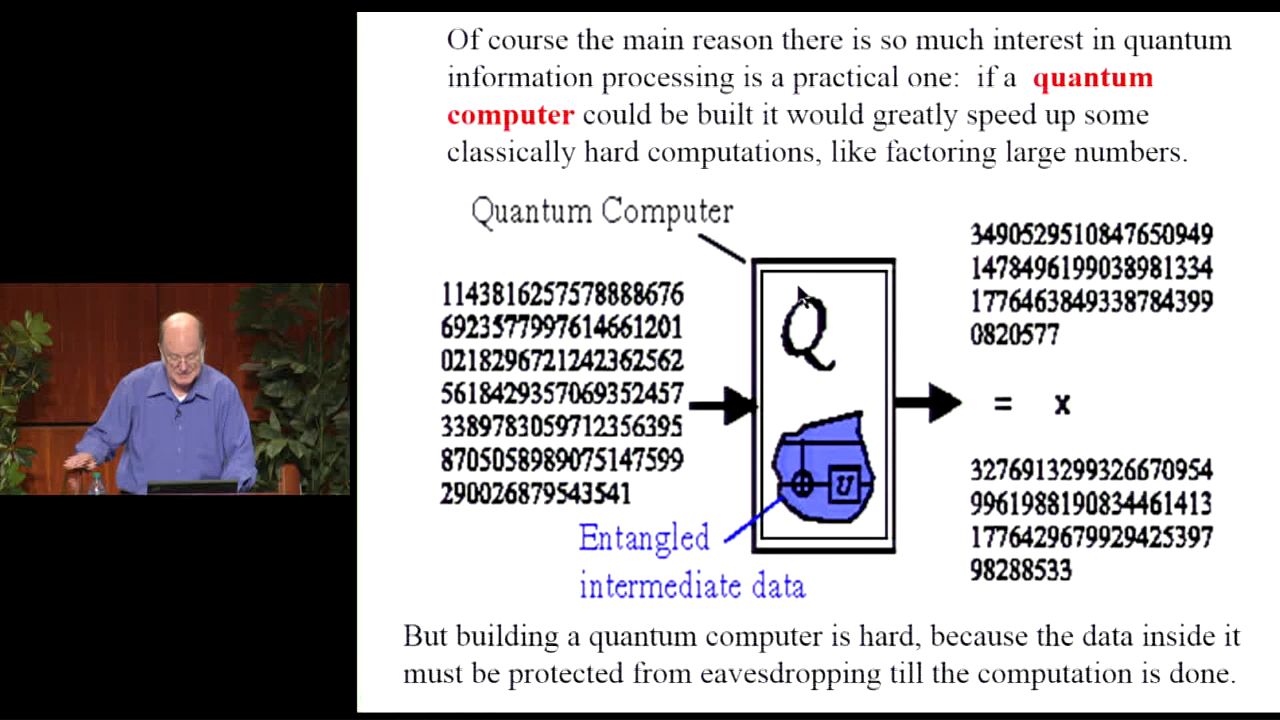 Of course the main reason there is so much interest in quantum
information processing is a practical one: if a quantum
computer could be built it would greatly speed up some
classically hard computations, like factoring large numbers.
Quantum Computer
1143816257578888676
6923577997614661201
0218296721242362562
5618429357069352457
3389783059712356395
8705058989075147599
290026879543541
Q
U
Entangled
intermediate data
3490529510847650949
1478496199038981334
1776463849338784399
0820577
= x
3276913299326670954
9961988190834461413
1776429679929425397
98288533
But building a quantum computer is hard, because the data inside it
must be protected from eavesdropping till the computation is done.